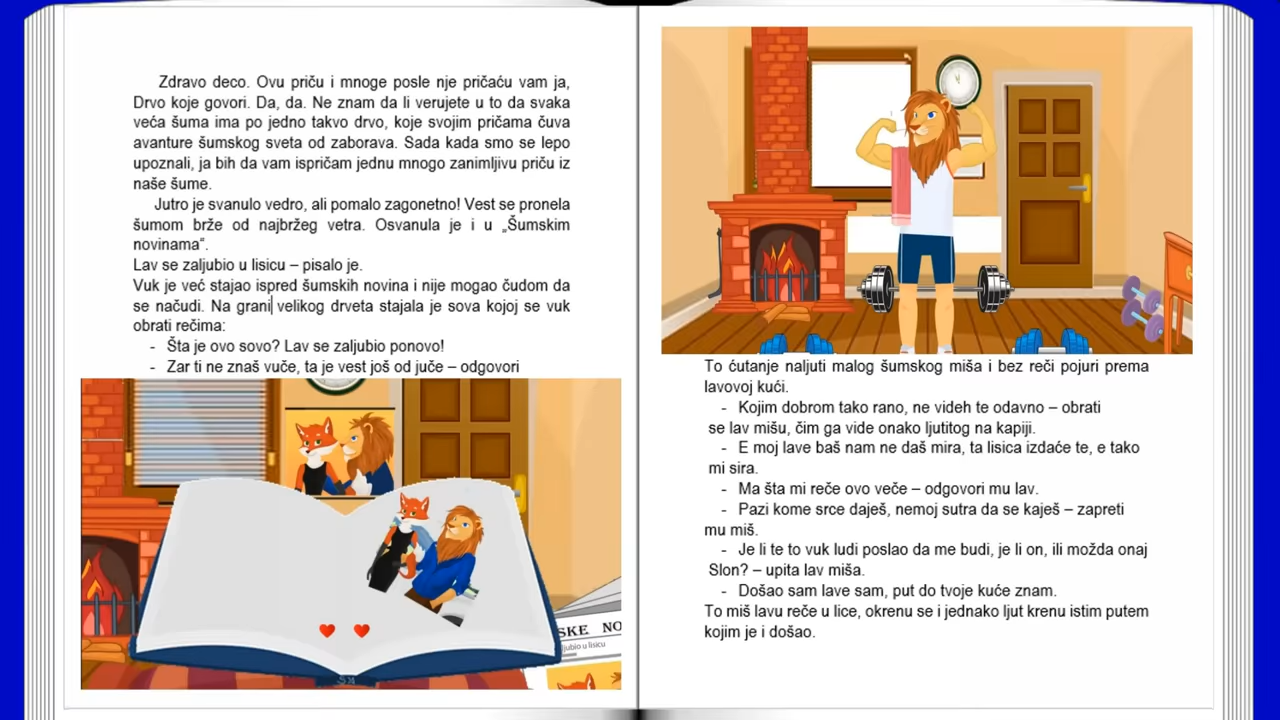 Zdravo deco. Ovu priču i mnoge posle nje pričaću vam ja,
Drvo koje govori. Da, da. Ne znam da li verujete u to da svaka
veća šuma ima po jedno takvo drvo, koje svojim pričama čuva
avanture šumskog sveta od zaborava. Sada kada smo se lepo
upoznali, ja bih da vam ispričam jednu mnogo zanimljivu priču iz
naše šume.
Jutro je svanulo vedro, ali pomalo zagonetno! Vest se pronela
šumom brže od najbržeg vetra. Osvanula je i u „Šumskim
novinama“.
Lav se zaljubio u lisicu – pisalo je.
Vuk je već stajao ispred šumskih novina i nije mogao čudom da
se načudi. Na grani velikog drveta stajala je sova kojoj se vuk
obrati rečima:
- Šta je ovo sovo? Lav se zaljubio ponovo!
- Zar ti ne znaš vuče, ta je vest još od juče – odgovori
SKE NO
ljubio u lisicu
To ćutanje naljuti malog šumskog miša i bez reči pojuri prema
lavovoj kući.
- Kojim dobrom tako rano, ne videh te odavno – obrati
se lav mišu, čim ga vide onako ljutitog na kapiji.
- E moj lave baš nam ne daš mira, ta lisica izdaće te, e tako
mi sira.
- Ma šta mi reče ovo veče – odgovori mu lav.
- Pazi kome srce daješ, nemoj sutra da se kaješ – zapreti
mu miš.
- Je li te to vuk ludi poslao da me budi, je li on, ili možda onaj
Slon? – upita lav miša.
- Došao sam lave sam, put do tvoje kuće znam.
To miš lavu reče u lice, okrenu se i jednako ljut krenu istim putem
kojim je i došao.